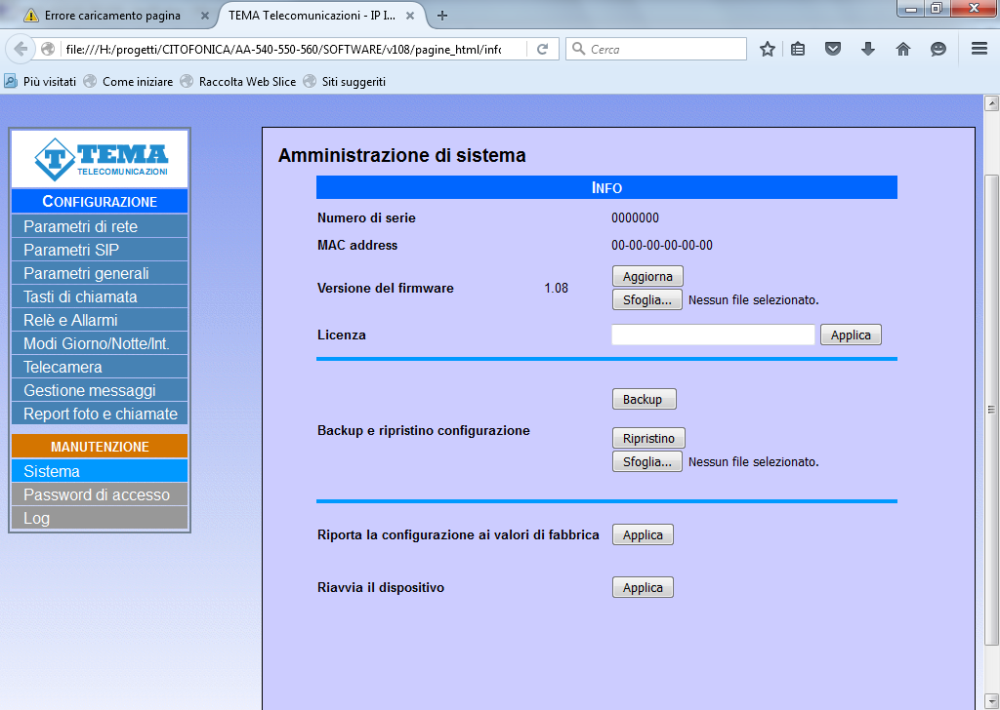 Errore caricamento pagina
TEMA Telecomunicazioni - IP I...
file:///H:/progetti/CITOFONICA/AA-540-550-560/SOFTWARE/v108/pagine_html/info
Cerca
Più visitati
Come iniziare
Raccolta Web Slice
Siti suggeriti
TEMA
TELECOMUNICAZIONI
CONFIGURAZIONE
Parametri di rete
Parametri SIP
Parametri generali
Tasti di chiamata
Relè e Allarmi
Modi Giorno/Notte/Int.
Telecamera
Gestione messaggi
Report foto e chiamate
MANUTENZIONE
Sistema
Password di accesso
Log
Amministrazione di sistema
INFO
Numero di serie 0000000
MAC address 00-00-00-00-00-00
Versione del firmware 1.08
Aggiorna
Sfoglia... Nessun file selezionato.
Licenza Applica
Backup
Backup e ripristino configurazione
Ripristino
Sfoglia... Nessun file selezionato.
Riporta la configurazione ai valori di fabbrica Applica
Riavvia il dispositivo Applica